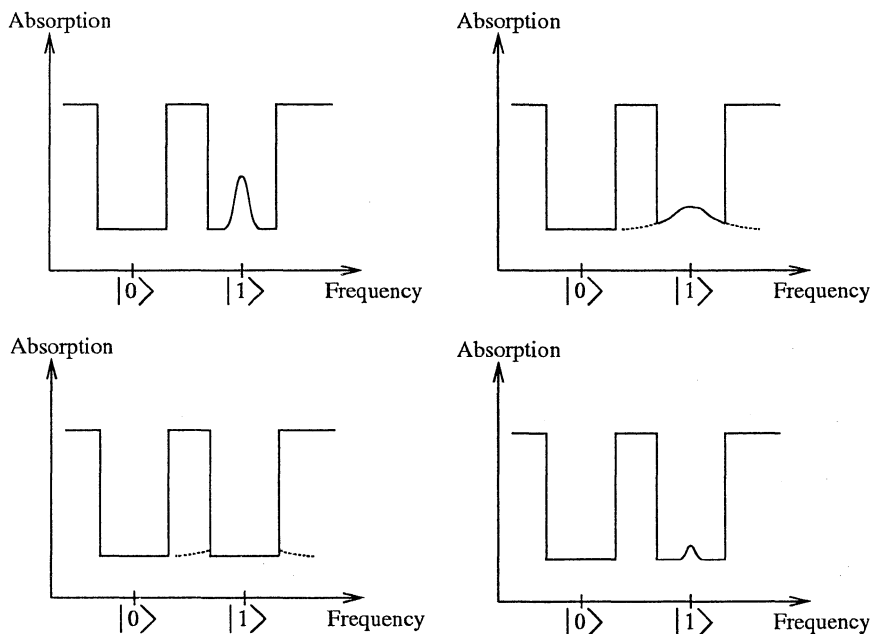 Absorption
|0⟩ |1⟩ Frequency
Absorption
|0⟩ |1⟩ Frequency
Absorption
|0⟩ |1⟩ Frequency
Absorption
|0⟩ |1⟩ Frequency